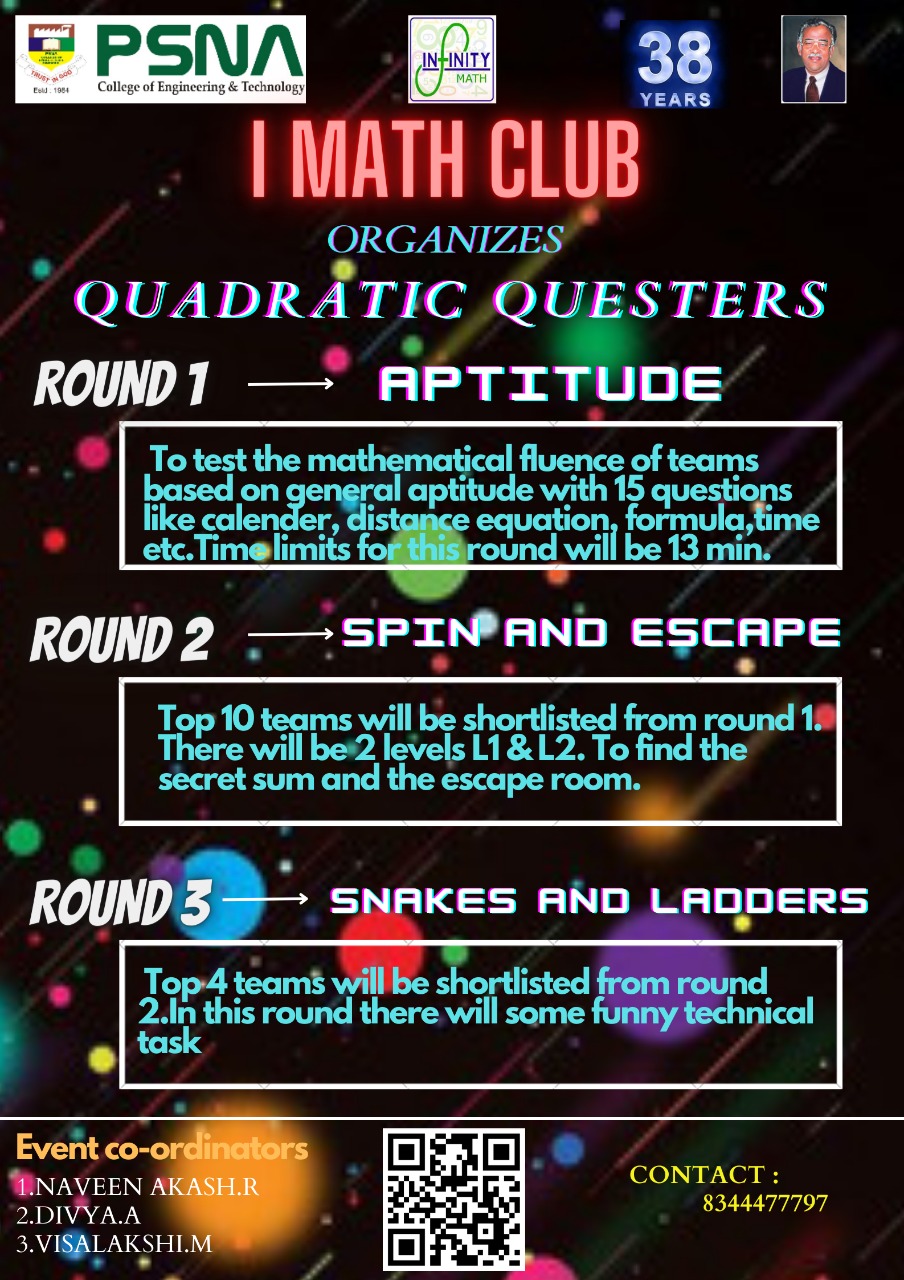 PSNA
College of Engineering & Technology
TRUST IN GOD
Estd : 1984
INFINITY
MATH
38
YEARS
I MATH CLUB
ORGANIZES
QUADRATIC QUESTERS
ROUND 1
APTITUDE
To test the mathematical fluence of teams
based on general aptitude with 15 questions
like calender, distance equation, formula,time
etc.Time limits for this round will be 13 min.
ROUND 2
SPIN AND ESCAPE
Top 10 teams will be shortlisted from round 1.
There will be 2 levels L1 & L2. To find the
secret sum and the escape room.
ROUND 3
SNAKES AND LADDERS
Top 4 teams will be shortlisted from round
2.In this round there will some funny technical
task
Event co-ordinators
1.NAVEEN AKASH.R
2.DIVYA.A
3.VISALAKSHI.M
CONTACT :
8344477797